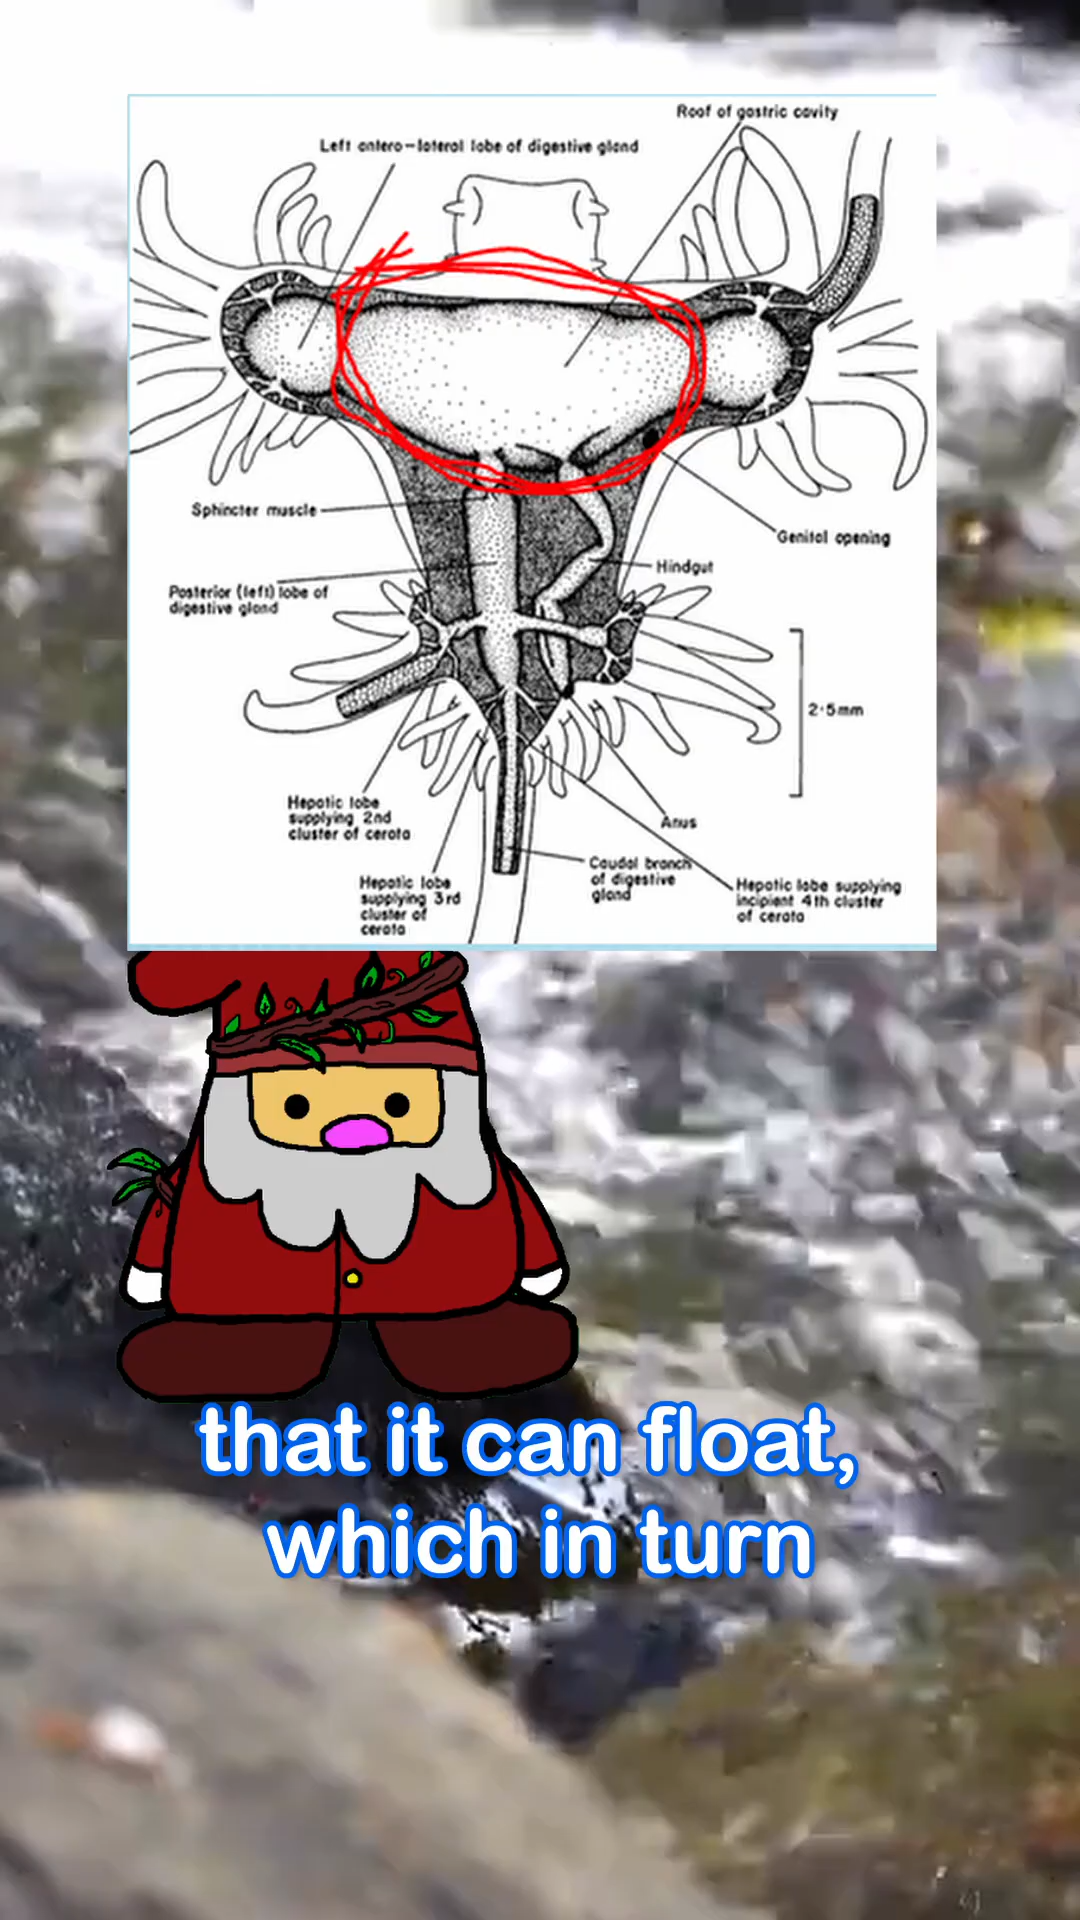 Roof of gastric cavity
Left antero-lateral lobe of digestive gland
Sphincter muscle
Genital opening
Hindgut
Posterior (left) lobe of
digestive gland
2·5mm
Hepatic lobe
supplying 2nd
cluster of cerata
Anus
Caudal branch
of digestive
gland
Hepatic lobe supplying
incipient 4th cluster
of cerata
Hepatic lobe
supplying 3rd
cluster of
cerata
that it can float,
which in turn